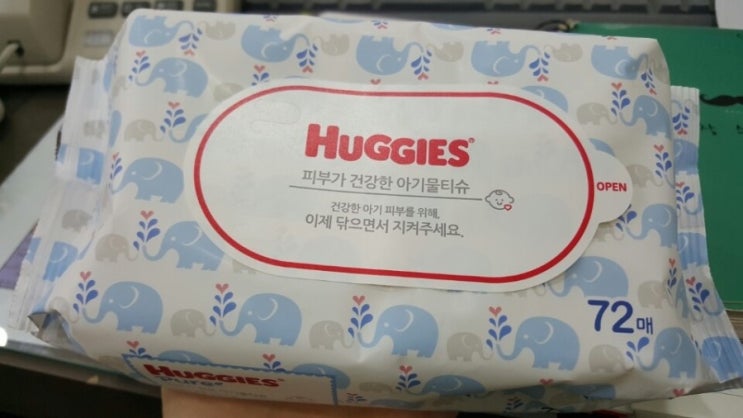 HUGGIES®
피부가 건강한 아기물티슈
건강한 아기 피부를 위해,
이제 닦으면서 지켜주세요.
OPEN
72매
HUGGIES®
pure